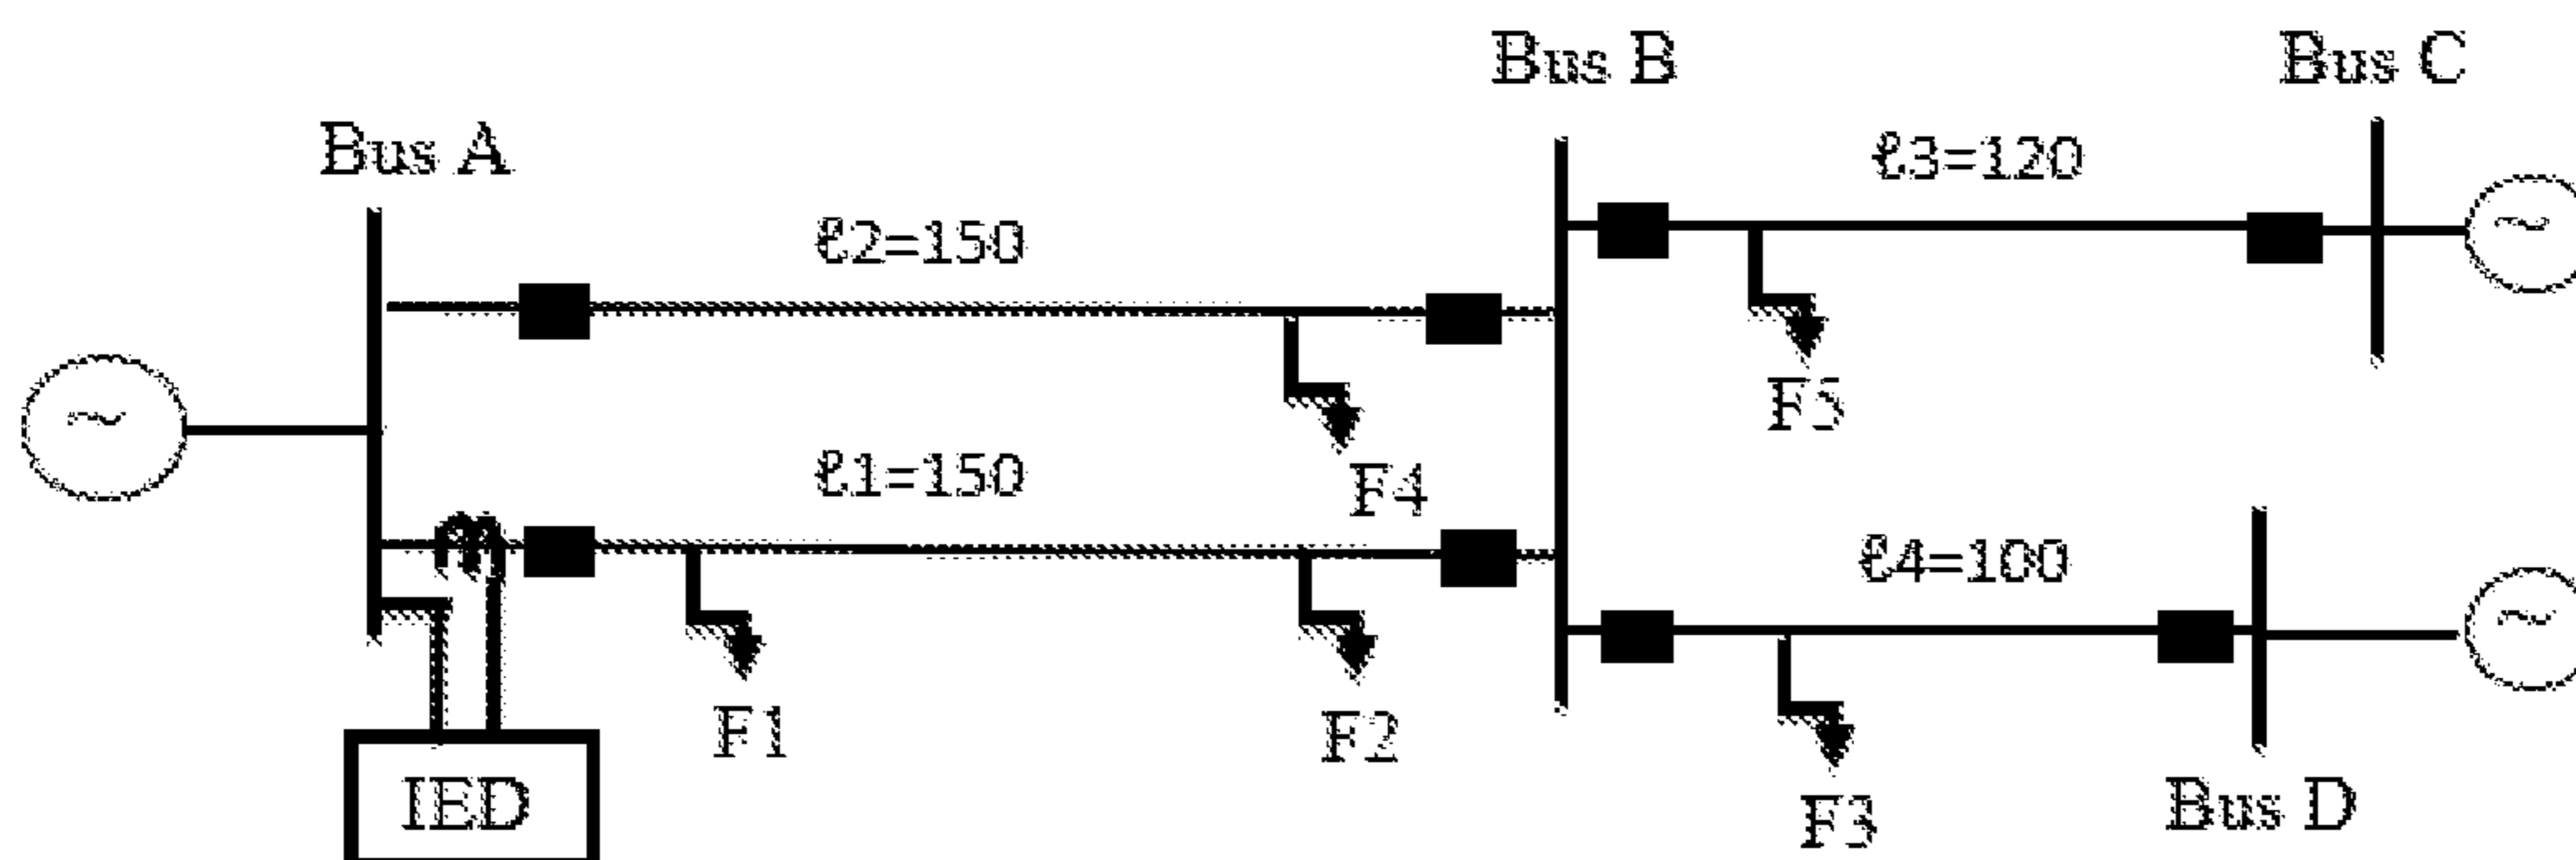 Bus B
Bus C
Bus A
ℓ3=120
ℓ2=150
F5
F4
ℓ1=150
ℓ4=100
F1
F2
F3
IED
Bus D
~
~
~